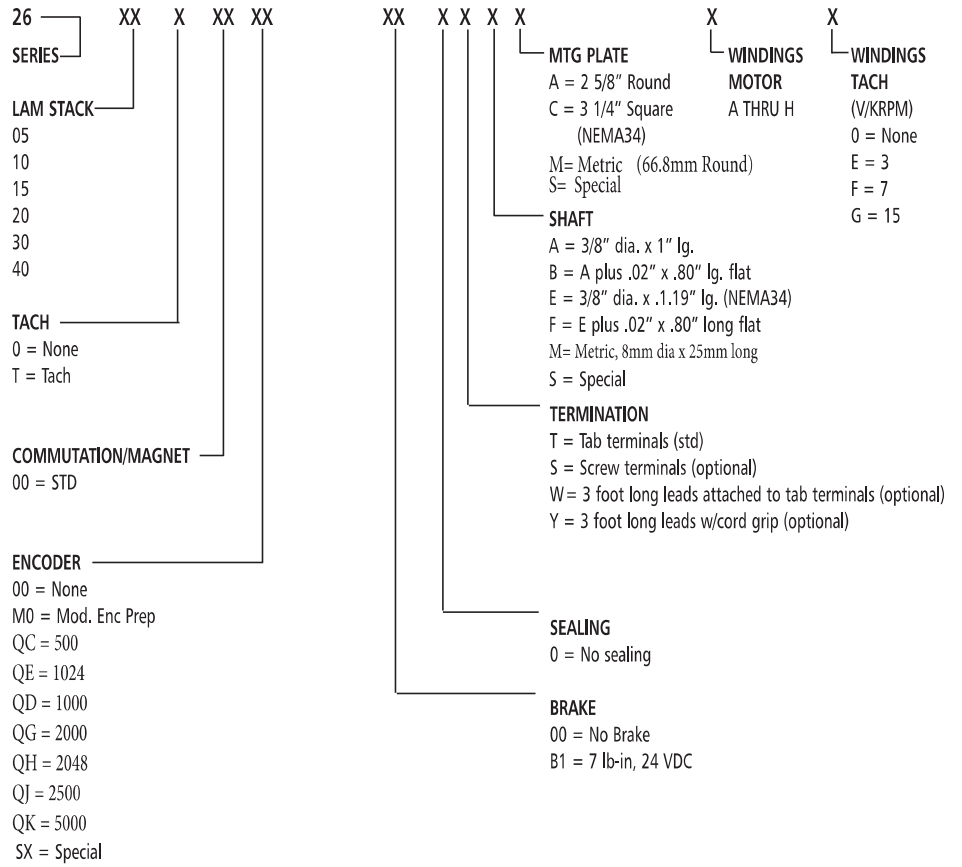 26 XX X XX XX XX X X X X X X
SERIES
LAM STACK
05
10
15
20
30
40
TACH
0 = None
T = Tach
COMMUTATION/MAGNET
00 = STD
ENCODER
00 = None
M0 = Mod. Enc Prep
QC = 500
QE = 1024
QD = 1000
QG = 2000
QH = 2048
QJ = 2500
QK = 5000
SX = Special
MTG PLATE
A = 2 5/8" Round
C = 3 1/4" Square
(NEMA34)
M= Metric (66.8mm Round)
S= Special
SHAFT
A = 3/8" dia. x 1" lg.
B = A plus .02" x .80" lg. flat
E = 3/8" dia. x .1.19" lg. (NEMA34)
F = E plus .02" x .80" long flat
M= Metric, 8mm dia x 25mm long
S = Special
TERMINATION
T = Tab terminals (std)
S = Screw terminals (optional)
W = 3 foot long leads attached to tab terminals (optional)
Y = 3 foot long leads w/cord grip (optional)
SEALING
0 = No sealing
BRAKE
00 = No Brake
B1 = 7 lb-in, 24 VDC
WINDINGS
MOTOR
A THRU H
WINDINGS
TACH
(V/KRPM)
0 = None
E = 3
F = 7
G = 15